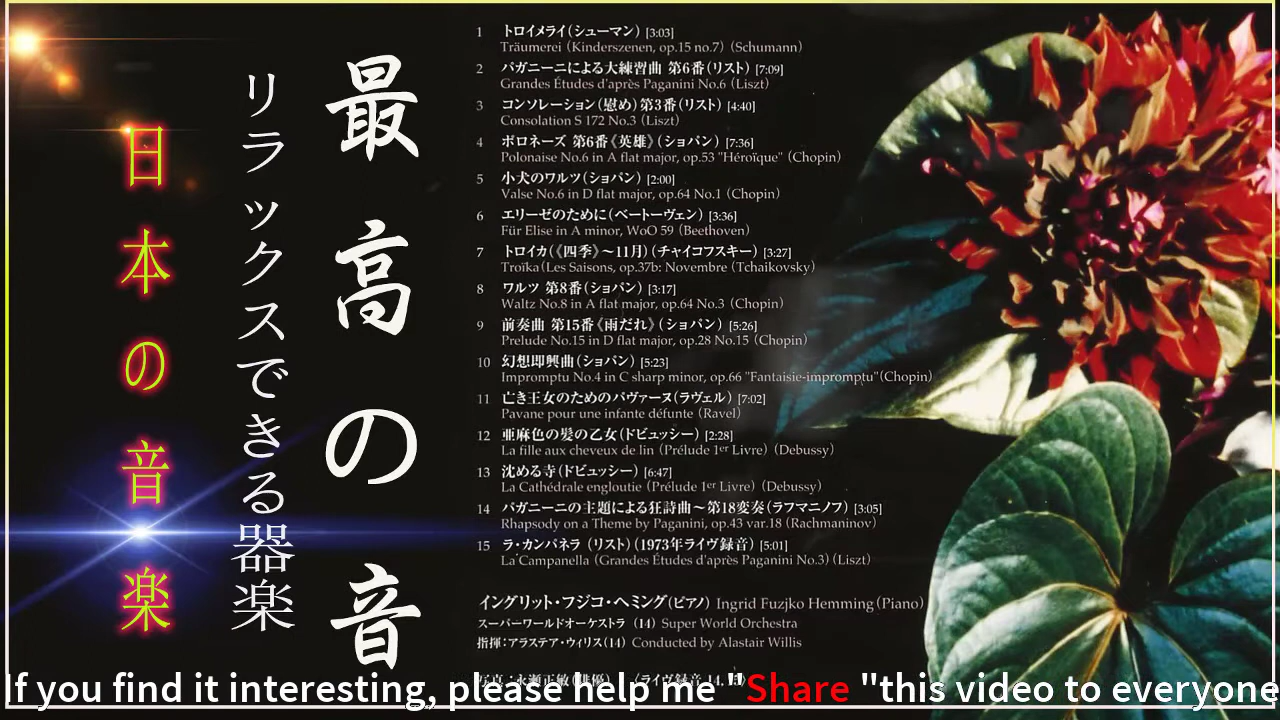 最高の音
リラックスできる器楽
日本の音楽
1 トロイメライ(シューマン) [3:03]
Träumerei (Kinderszenen, op.15 no.7) (Schumann)
2 パガニーニによる大練習曲 第6番(リスト) [7:09]
Grandes Études d'après Paganini No.6 (Liszt)
3 コンソレーション(慰め)第3番(リスト) [4:40]
Consolation S 172 No.3 (Liszt)
4 ポロネーズ 第6番《英雄》(ショパン) [7:36]
Polonaise No.6 in A flat major, op.53 "Héroïque" (Chopin)
5 小犬のワルツ(ショパン) [2:00]
Valse No.6 in D flat major, op.64 No.1 (Chopin)
6 エリーゼのために(ベートーヴェン) [3:36]
Für Elise in A minor, WoO 59 (Beethoven)
7 トロイカ(《四季》〜11月)(チャイコフスキー) [3:27]
Troïka(Les Saisons, op.37b: Novembre (Tchaikovsky)
8 ワルツ 第8番(ショパン) [3:17]
Waltz No.8 in A flat major, op.64 No.3 (Chopin)
9 前奏曲 第15番《雨だれ》(ショパン) [5:26]
Prelude No.15 in D flat major, op.28 No.15 (Chopin)
10 幻想即興曲(ショパン) [5:23]
Impromptu No.4 in C sharp minor, op.66 "Fantaisie-impromptu"(Chopin)
11 亡き王女のためのパヴァーヌ(ラヴェル) [7:02]
Pavane pour une infante défunte (Ravel)
12 亜麻色の髪の乙女(ドビュッシー) [2:28]
La fille aux cheveux de lin (Prélude 1er Livre) (Debussy)
13 沈める寺(ドビュッシー) [6:47]
La Cathédrale engloutie (Prélude 1er Livre) (Debussy)
14 パガニーニの主題による狂詩曲〜第18変奏(ラフマニノフ) [3:05]
Rhapsody on a Theme by Paganini, op.43 var.18 (Rachmaninov)
15 ラ・カンパネラ (リスト)(1973年ライヴ録音) [5:01]
La Campanella (Grandes Études d'après Paganini No.3) (Liszt)
イングリット・フジコ・ヘミング(ピアノ) Ingrid Fuzjko Hemming (Piano)
スーパーワールドオーケストラ (14) Super World Orchestra
指揮:アラステア・ウィリス(14) Conducted by Alastair Willis
If you find it interesting, please help me " Share "this video to everyone